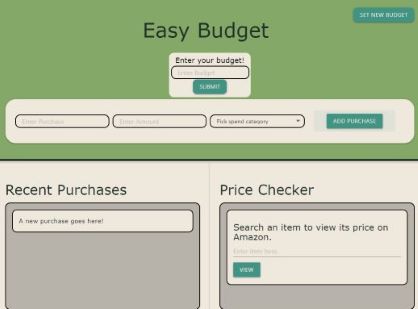 SET NEW BUDGET
Easy Budget
Enter your budget!
Enter Budget
SUBMIT
Enter Purchase
Enter Amount
Pick spend category
ADD PURCHASE
Recent Purchases
Price Checker
A new purchase goes here!
Search an item to view its price on
Amazon.
Enter item here
VIEW